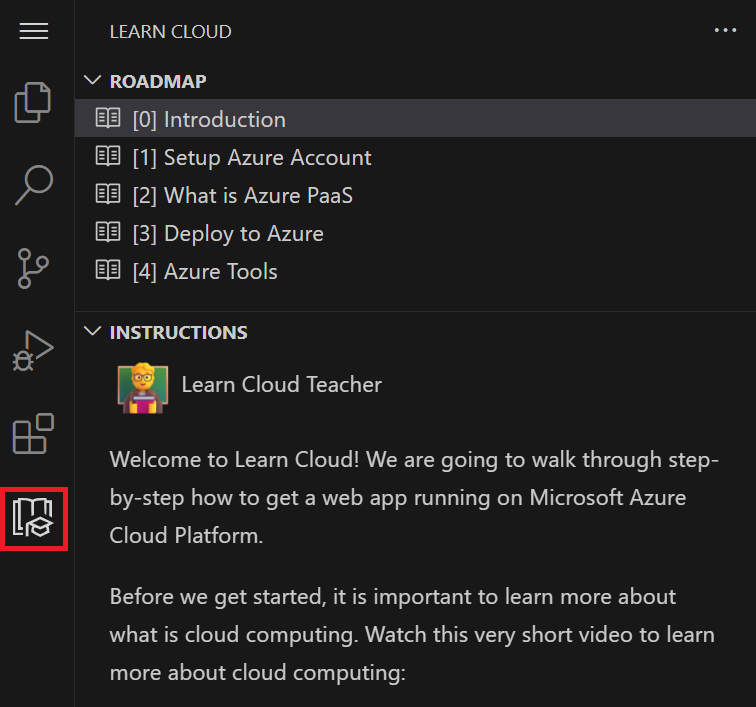 LEARN CLOUD
ROADMAP
[0] Introduction
[1] Setup Azure Account
[2] What is Azure PaaS
[3] Deploy to Azure
[4] Azure Tools
INSTRUCTIONS
Learn Cloud Teacher
Welcome to Learn Cloud! We are going to walk through step-
by-step how to get a web app running on Microsoft Azure
Cloud Platform.
Before we get started, it is important to learn more about
what is cloud computing. Watch this very short video to learn
more about cloud computing: